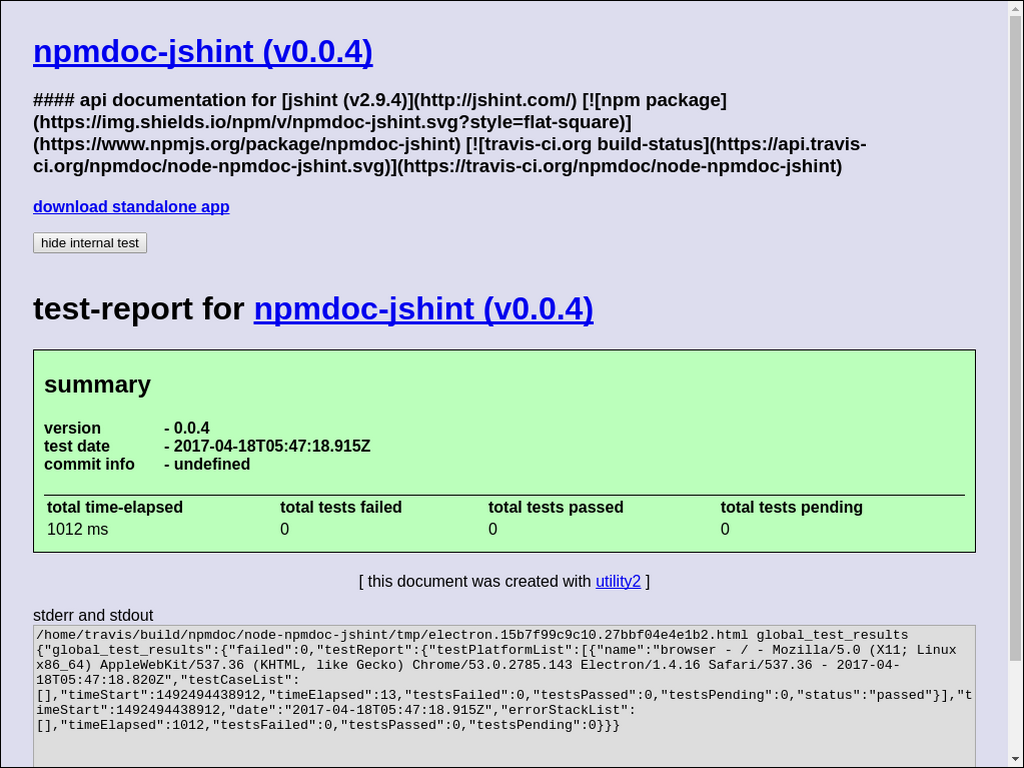 npmdoc-jshint (v0.0.4)
#### api documentation for [jshint (v2.9.4)](http://jshint.com/) [![npm package]
(https://img.shields.io/npm/v/npmdoc-jshint.svg?style=flat-square)]
(https://www.npmjs.org/package/npmdoc-jshint) [![travis-ci.org build-status](https://api.travis-
ci.org/npmdoc/node-npmdoc-jshint.svg)](https://travis-ci.org/npmdoc/node-npmdoc-jshint)
download standalone app
hide internal test
test-report for npmdoc-jshint (v0.0.4)
summary
version - 0.0.4
test date - 2017-04-18T05:47:18.915Z
commit info - undefined
total time-elapsed total tests failed total tests passed total tests pending
1012 ms 0 0 0
[ this document was created with utility2 ]
stderr and stdout
/home/travis/build/npmdoc/node-npmdoc-jshint/tmp/electron.15b7f99c9c10.27bbf04e4e1b2.html global_test_results
{"global_test_results":{"failed":0,"testReport":{"testPlatformList":[{"name":"browser - / - Mozilla/5.0 (X11; Linux
x86_64) AppleWebKit/537.36 (KHTML, like Gecko) Chrome/53.0.2785.143 Electron/1.4.16 Safari/537.36 - 2017-04-
18T05:47:18.820Z","testCaseList":
[],"timeStart":1492494438912,"timeElapsed":13,"testsFailed":0,"testsPassed":0,"testsPending":0,"status":"passed"}],"t
imeStart":1492494438912,"date":"2017-04-18T05:47:18.915Z","errorStackList":
[],"timeElapsed":1012,"testsFailed":0,"testsPassed":0,"testsPending":0}}}